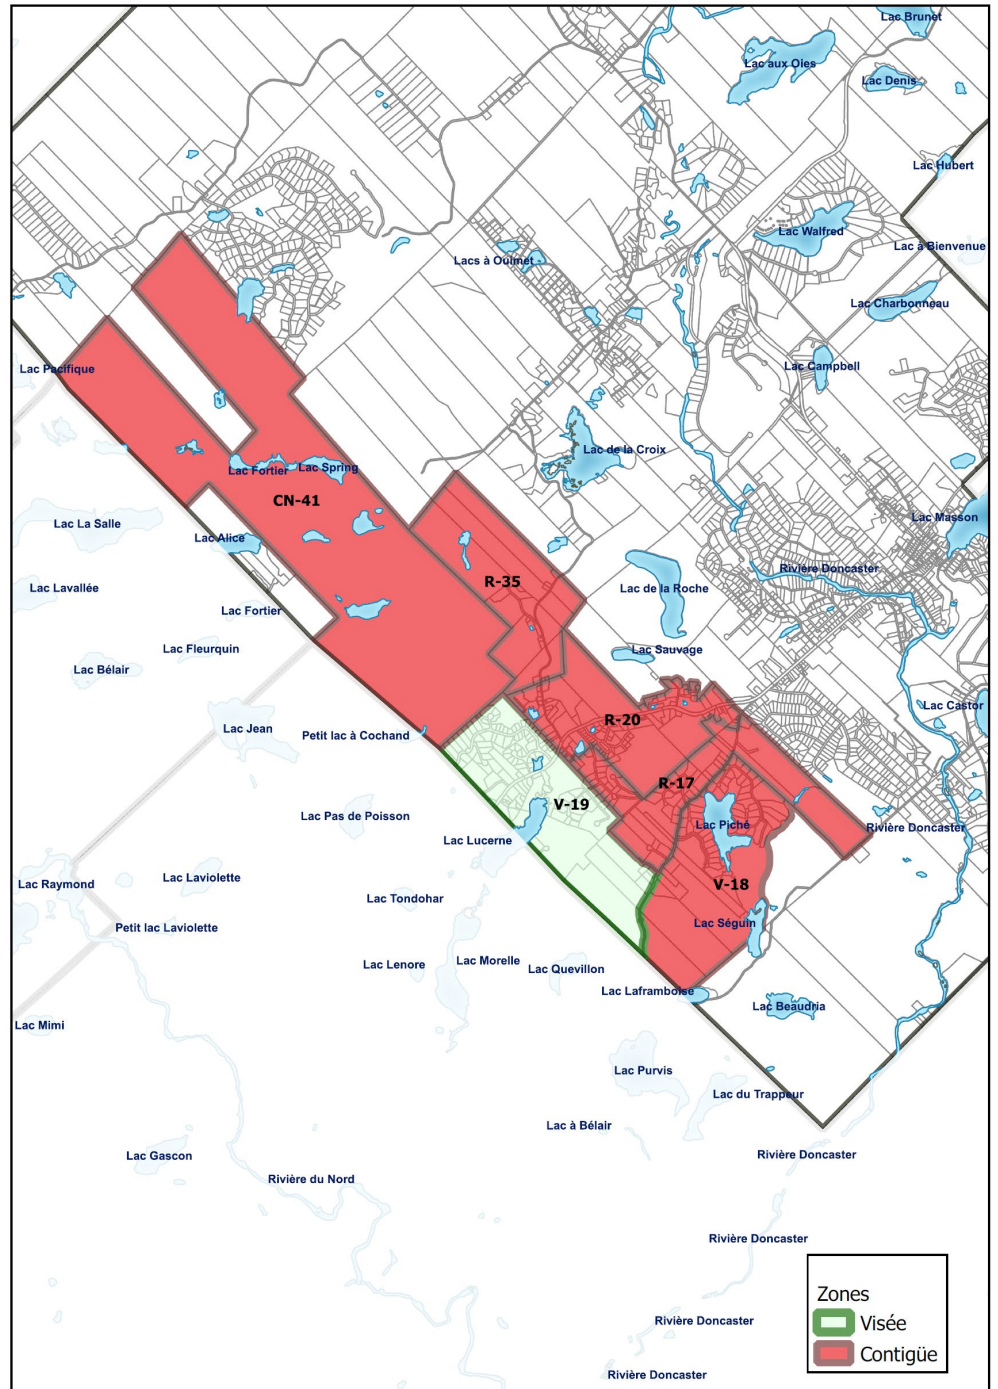 Lac Brunet
Lac aux Oies
Lac Denis
Lac Hubert
Lac Walfred
Lac à Bienvenue
Lacs à Ouimet
Lac Charbonneau
Lac Pacifique
Lac Campbell
Lac de la Croix
Lac Fortier
Lac Spring
CN-41
Lac La Salle
Lac Masson
Lac Alice
Rivière Doncaster
R-35
Lac Lavallée
Lac de la Roche
Lac Fortier
Lac Fleurquin
Lac Sauvage
Lac Bélair
Lac Castor
R-20
Lac Jean
Petit lac à Cochand
R-17
V-19
Lac Pas de Poisson
Lac Piché
Rivière Doncaster
Lac Lucerne
Lac Raymond
Lac Laviolette
V-18
Lac Tondohar
Petit lac Laviolette
Lac Séguin
Lac Lenore
Lac Morelle
Lac Quevillon
Lac Laframboise
Lac Beaudria
Lac Mimi
Lac Purvis
Lac du Trappeur
Lac à Bélair
Lac Gascon
Rivière Doncaster
Rivière du Nord
Rivière Doncaster
Zones
Visée
Contigüe
Rivière Doncaster
Rivière Doncaster